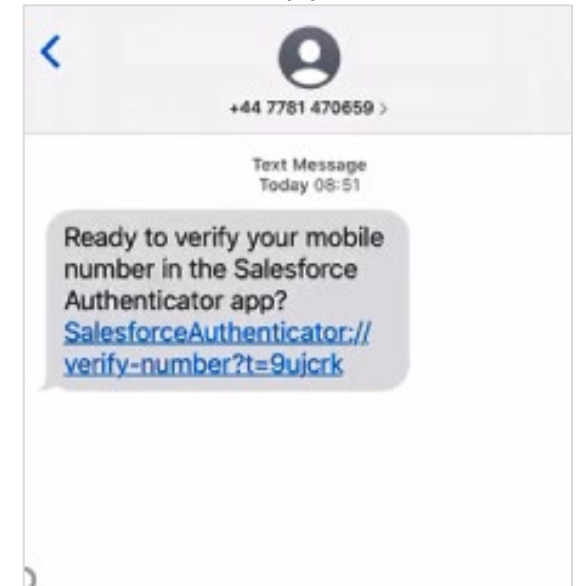 +44 7781 470659 >
Text Message
Today 08:51
Ready to verify your mobile
number in the Salesforce
Authenticator app?
SalesforceAuthenticator://
verify-number?t=9ujcrk